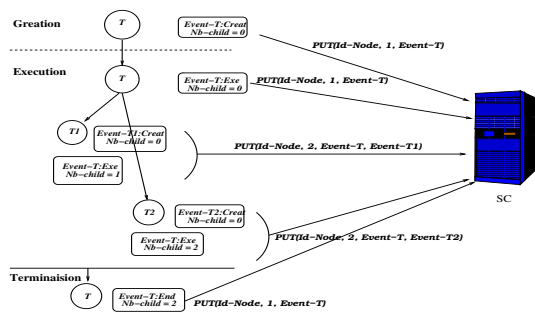 Greation
T
Event-T:Creat
Nb-child = 0
PUT(Id-Node, 1, Event-T)
Execution
T
Event-T:Exe
Nb-child = 0
PUT(Id-Node, 1, Event-T)
T1
Event-T1:Creat
Nb-child = 0
PUT(Id-Node, 2, Event-T, Event-T1)
Event-T:Exe
Nb-child = 1
SC
T2
Event-T2:Creat
Nb-child = 0
Event-T:Exe
Nb-child = 2
PUT(Id-Node, 2, Event-T, Event-T2)
Terminaision
T
Event-T:End
Nb-child = 2
PUT(Id-Node, 1, Event-T)